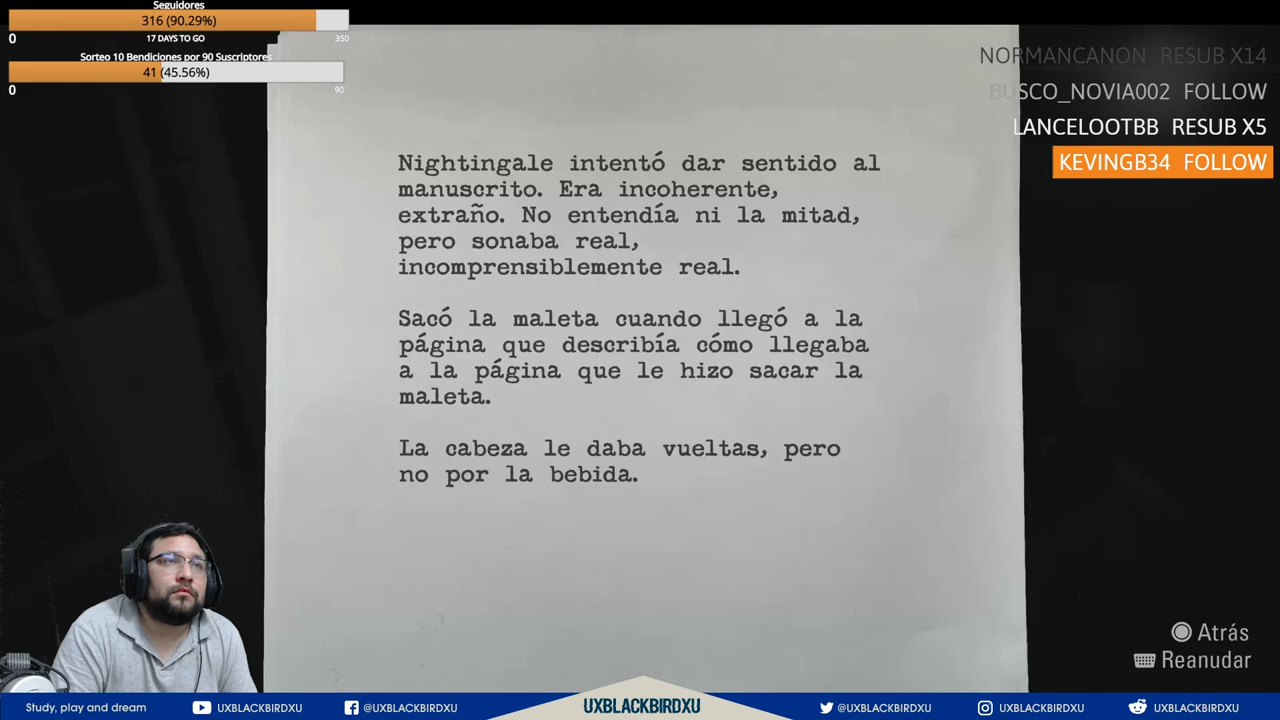 Seguidores
316 (90.29%)
0 17 DAYS TO GO 350
Sorteo 10 Bendiciones por 90 Suscriptores
41 (45.56%)
0 90
NORMANCANON RESUB X14
BUSCO_NOVIA002 FOLLOW
LANCELOOTBB RESUB X5
KEVINGB34 FOLLOW
Nightingale intentó dar sentido al
manuscrito. Era incoherente,
extraño. No entendía ni la mitad,
pero sonaba real,
incomprensiblemente real.
Sacó la maleta cuando llegó a la
página que describía cómo llegaba
a la página que le hizo sacar la
maleta.
La cabeza le daba vueltas, pero
no por la bebida.
Atrás
Reanudar
Study, play and dream UXBLACKBIRDXU @UXBLACKBIRDXU UXBLACKBIRDXU @UXBLACKBIRDXU UXBLACKBIRDXU UXBLACKBIRDXU